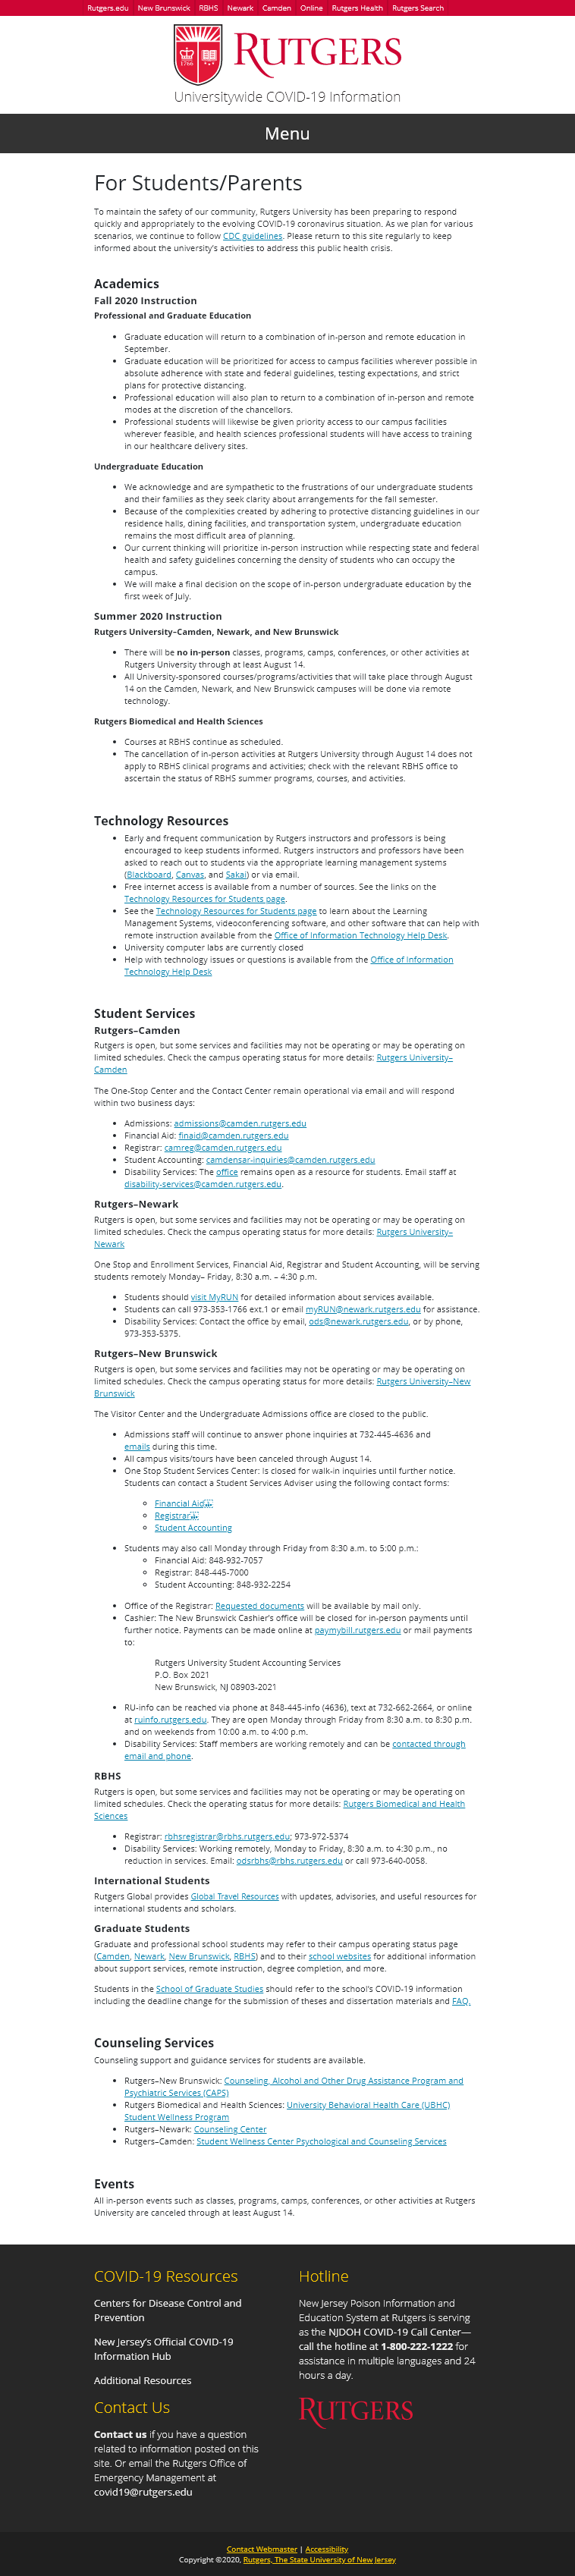 Rutgers.edu New Brunswick RBHS Newark Camden Online Rutgers Health Rutgers Search
1766
RUTGERS
Universitywide COVID-19 Information
Menu
For Students/Parents
To maintain the safety of our community, Rutgers University has been preparing to respond
quickly and appropriately to the evolving COVID-19 coronavirus situation. As we plan for various
scenarios, we continue to follow CDC guidelines. Please return to this site regularly to keep
informed about the university's actions to address this public health crisis.
Academics
Fall 2020 Instruction
Professional and Graduate Education
• Graduate education will return to a combination of in-person and remote education in
September.
• Graduate education will be prioritized for access to campus facilities wherever possible in
absolute adherence with state and federal guidelines, testing expectations, and strict
plans for protective distancing.
• Professional education will also plan to return to a combination of in-person and remote
modes at the discretion of the chancellors.
• Professional students will likewise be given priority access to our campus facilities
wherever feasible, and health sciences professional students will have access to training
in our healthcare delivery sites.
Undergraduate Education
• We acknowledge and are sympathetic to the frustrations of our undergraduate students
and their families as they seek clarity about arrangements for the fall semester.
• Because of the complexities created by adhering to protective distancing guidelines in our
residence halls, dining facilities, and transportation system, undergraduate education
remains the most difficult area of planning.
• Our current thinking will prioritize in-person instruction while respecting state and federal
health and safety guidelines concerning the density of students who can occupy the
campus.
• We will make a final decision on the scope of in-person undergraduate education by the
first week of July.
Summer 2020 Instruction
Rutgers University–Camden, Newark, and New Brunswick
• There will be no in-person classes, programs, camps, conferences, or other activities at
Rutgers University through at least August 14.
• All University-sponsored courses/programs/activities that will take place through August
14 on the Camden, Newark, and New Brunswick campuses will be done via remote
technology.
Rutgers Biomedical and Health Sciences
• Courses at RBHS continue as scheduled.
• The cancellation of in-person activities at Rutgers University through August 14 does not
apply to RBHS clinical programs and activities; check with the relevant RBHS office to
ascertain the status of RBHS summer programs, courses, and activities.
Technology Resources
• Early and frequent communication by Rutgers instructors and professors is being
encouraged to keep students informed. Rutgers instructors and professors have been
asked to reach out to students via the appropriate learning management systems
(Blackboard, Canvas, and Sakai) or via email.
• Free internet access is available from a number of sources. See the links on the
Technology Resources for Students page.
• See the Technology Resources for Students page to learn about the Learning
Management Systems, videoconferencing software, and other software that can help with
remote instruction available from the Office of Information Technology Help Desk.
• University computer labs are currently closed
• Help with technology issues or questions is available from the Office of Information
Technology Help Desk
Student Services
Rutgers–Camden
Rutgers is open, but some services and facilities may not be operating or may be operating on
limited schedules. Check the campus operating status for more details: Rutgers University–
Camden
The One-Stop Center and the Contact Center remain operational via email and will respond
within two business days:
• Admissions: admissions@camden.rutgers.edu
• Financial Aid: finaid@camden.rutgers.edu
• Registrar: camreg@camden.rutgers.edu
• Student Accounting: camdensar-inquiries@camden.rutgers.edu
• Disability Services: The office remains open as a resource for students. Email staff at
disability-services@camden.rutgers.edu.
Rutgers–Newark
Rutgers is open, but some services and facilities may not be operating or may be operating on
limited schedules. Check the campus operating status for more details: Rutgers University–
Newark
One Stop and Enrollment Services, Financial Aid, Registrar and Student Accounting, will be serving
students remotely Monday– Friday, 8:30 a.m. – 4:30 p.m.
• Students should visit MyRUN for detailed information about services available.
• Students can call 973-353-1766 ext.1 or email myRUN@newark.rutgers.edu for assistance.
• Disability Services: Contact the office by email, ods@newark.rutgers.edu, or by phone,
973-353-5375.
Rutgers–New Brunswick
Rutgers is open, but some services and facilities may not be operating or may be operating on
limited schedules. Check the campus operating status for more details: Rutgers University–New
Brunswick
The Visitor Center and the Undergraduate Admissions office are closed to the public.
• Admissions staff will continue to answer phone inquiries at 732-445-4636 and
emails during this time.
• All campus visits/tours have been canceled through August 14.
• One Stop Student Services Center: Is closed for walk-in inquiries until further notice.
Students can contact a Student Services Adviser using the following contact forms:
◦ Financial Aid
◦ Registrar
◦ Student Accounting
• Students may also call Monday through Friday from 8:30 a.m. to 5:00 p.m.:
◦ Financial Aid: 848-932-7057
◦ Registrar: 848-445-7000
◦ Student Accounting: 848-932-2254
• Office of the Registrar: Requested documents will be available by mail only.
• Cashier: The New Brunswick Cashier's office will be closed for in-person payments until
further notice. Payments can be made online at paymybill.rutgers.edu or mail payments
to:
Rutgers University Student Accounting Services
P.O. Box 2021
New Brunswick, NJ 08903-2021
• RU-info can be reached via phone at 848-445-info (4636), text at 732-662-2664, or online
at ruinfo.rutgers.edu. They are open Monday through Friday from 8:30 a.m. to 8:30 p.m.
and on weekends from 10:00 a.m. to 4:00 p.m.
• Disability Services: Staff members are working remotely and can be contacted through
email and phone.
RBHS
Rutgers is open, but some services and facilities may not be operating or may be operating on
limited schedules. Check the operating status for more details: Rutgers Biomedical and Health
Sciences
• Registrar: rbhsregistrar@rbhs.rutgers.edu; 973-972-5374
• Disability Services: Working remotely, Monday to Friday, 8:30 a.m. to 4:30 p.m., no
reduction in services. Email: odsrbhs@rbhs.rutgers.edu or call 973-640-0058.
International Students
Rutgers Global provides Global Travel Resources with updates, advisories, and useful resources for
international students and scholars.
Graduate Students
Graduate and professional school students may refer to their campus operating status page
(Camden, Newark, New Brunswick, RBHS) and to their school websites for additional information
about support services, remote instruction, degree completion, and more.
Students in the School of Graduate Studies should refer to the school's COVID-19 information
including the deadline change for the submission of theses and dissertation materials and FAQ.
Counseling Services
Counseling support and guidance services for students are available.
• Rutgers–New Brunswick: Counseling, Alcohol and Other Drug Assistance Program and
Psychiatric Services (CAPS)
• Rutgers Biomedical and Health Sciences: University Behavioral Health Care (UBHC)
Student Wellness Program
• Rutgers–Newark: Counseling Center
• Rutgers–Camden: Student Wellness Center Psychological and Counseling Services
Events
All in-person events such as classes, programs, camps, conferences, or other activities at Rutgers
University are canceled through at least August 14.
COVID-19 Resources
Centers for Disease Control and
Prevention
New Jersey's Official COVID-19
Information Hub
Additional Resources
Contact Us
Contact us if you have a question
related to information posted on this
site. Or email the Rutgers Office of
Emergency Management at
covid19@rutgers.edu
Hotline
New Jersey Poison Information and
Education System at Rutgers is serving
as the NJDOH COVID-19 Call Center—
call the hotline at 1-800-222-1222 for
assistance in multiple languages and 24
hours a day.
RUTGERS
Contact Webmaster | Accessibility
Copyright ©2020, Rutgers, The State University of New Jersey